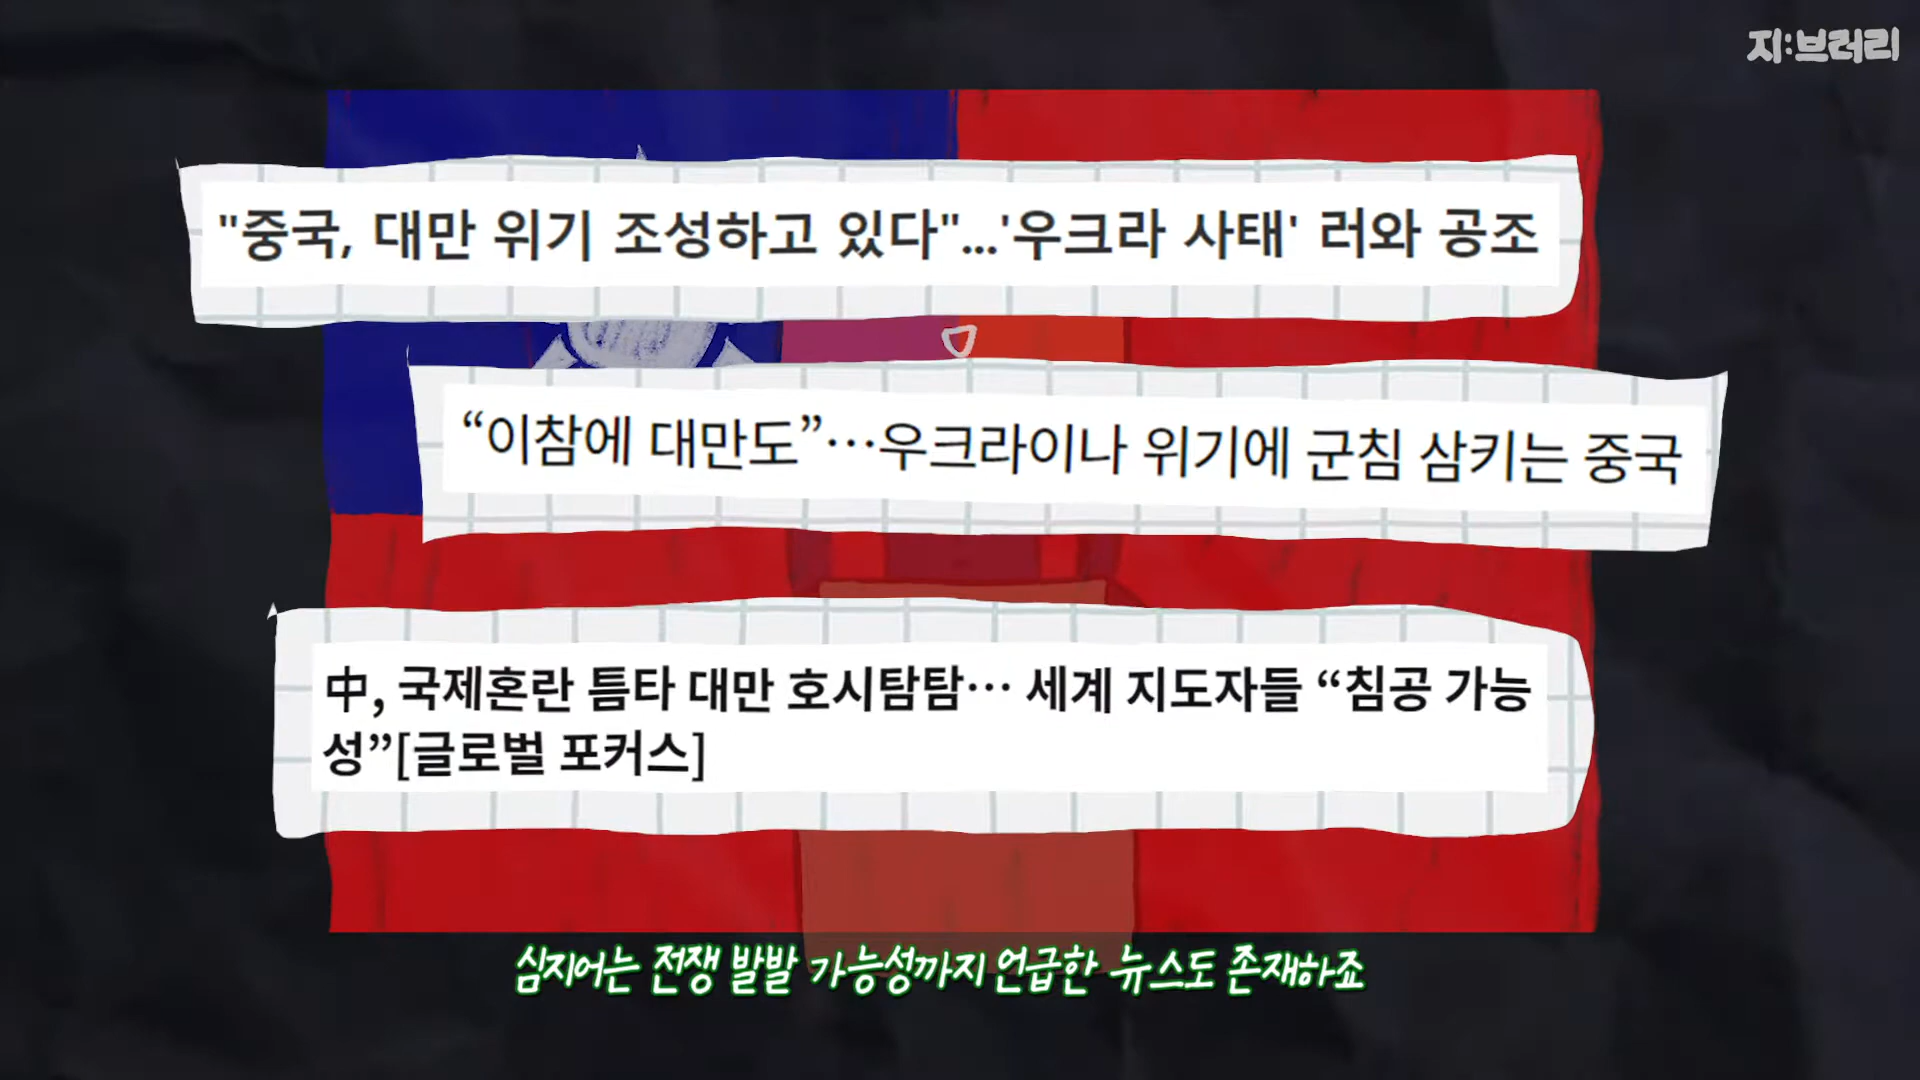 지:브러리
"중국, 대만 위기 조성하고 있다"...'우크라 사태' 러와 공조
“이참에 대만도”…우크라이나 위기에 군침 삼키는 중국
中, 국제혼란 틈타 대만 호시탐탐… 세계 지도자들 “침공 가능
성”[글로벌 포커스]
심지어는 전쟁 발발 가능성까지 언급한 뉴스도 존재하죠